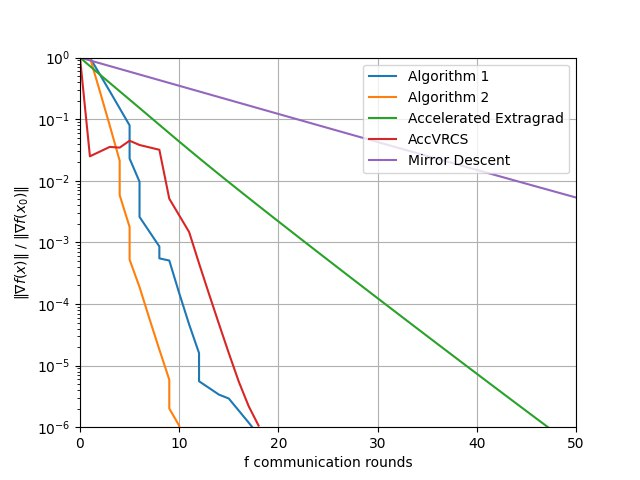 10⁰
10⁻¹
10⁻²
10⁻³
10⁻⁴
10⁻⁵
10⁻⁶
‖∇f(x)‖ / ‖∇f(x₀)‖
Algorithm 1
Algorithm 2
Accelerated Extragrad
AccVRCS
Mirror Descent
0 10 20 30 40 50
f communication rounds